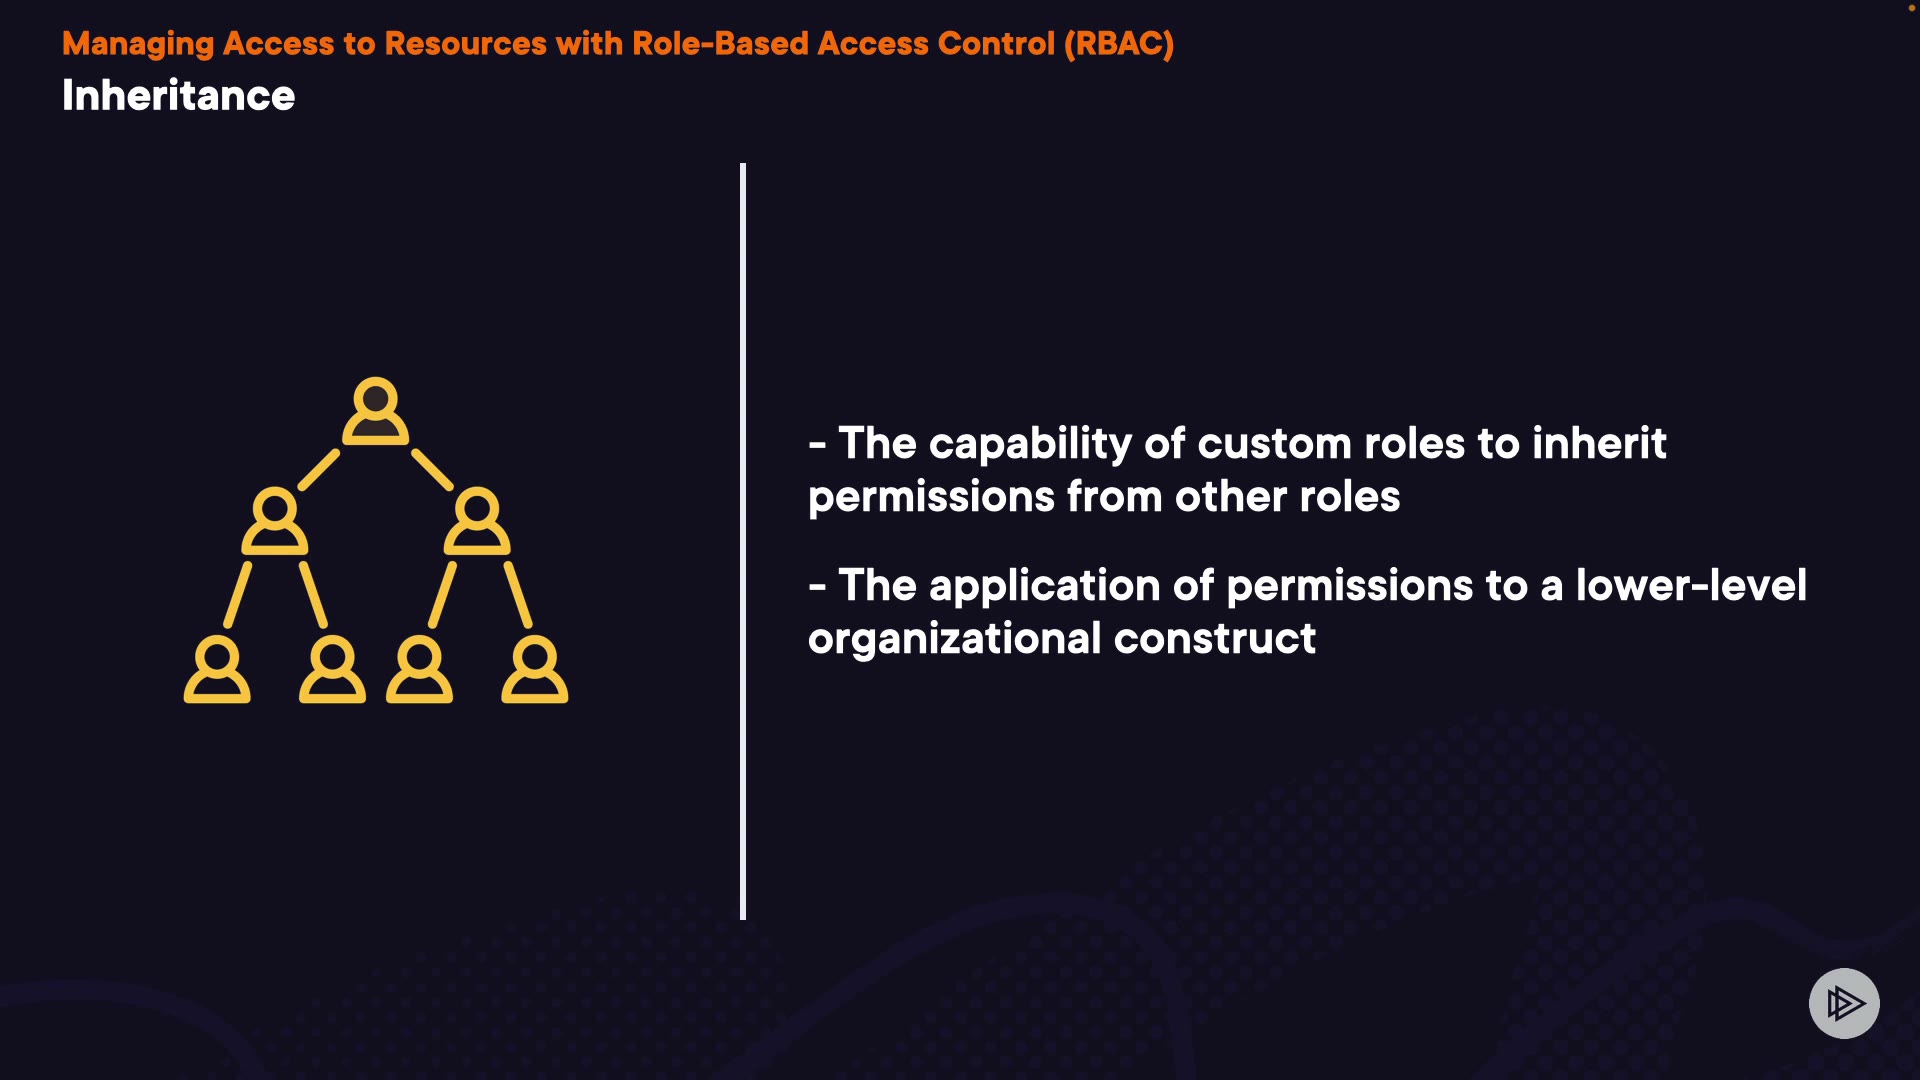 Managing Access to Resources with Role-Based Access Control (RBAC)
Inheritance
- The capability of custom roles to inherit
permissions from other roles
- The application of permissions to a lower-level
organizational construct